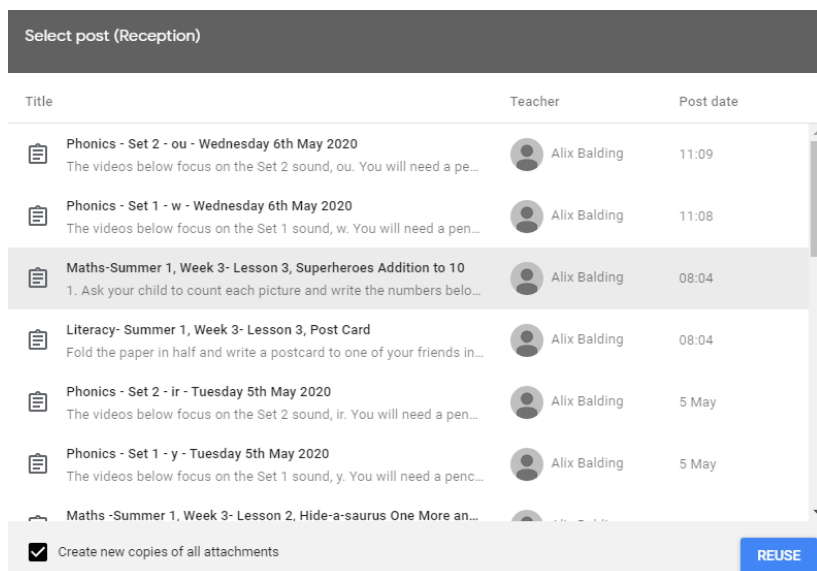 Select post (Reception)
Title Teacher Post date
Phonics - Set 2 - ou - Wednesday 6th May 2020
The videos below focus on the Set 2 sound, ou. You will need a pe...
Alix Balding 11:09
Phonics - Set 1 - w - Wednesday 6th May 2020
The videos below focus on the Set 1 sound, w. You will need a pen...
Alix Balding 11:08
Maths-Summer 1, Week 3- Lesson 3, Superheroes Addition to 10
1. Ask your child to count each picture and write the numbers belo...
Alix Balding 08:04
Literacy- Summer 1, Week 3- Lesson 3, Post Card
Fold the paper in half and write a postcard to one of your friends in...
Alix Balding 08:04
Phonics - Set 2 - ir - Tuesday 5th May 2020
The videos below focus on the Set 2 sound, ir. You will need a pen...
Alix Balding 5 May
Phonics - Set 1 - y - Tuesday 5th May 2020
The videos below focus on the Set 1 sound, y. You will need a penc...
Alix Balding 5 May
Maths -Summer 1, Week 3- Lesson 2, Hide-a-saurus One More an...
Create new copies of all attachments
REUSE